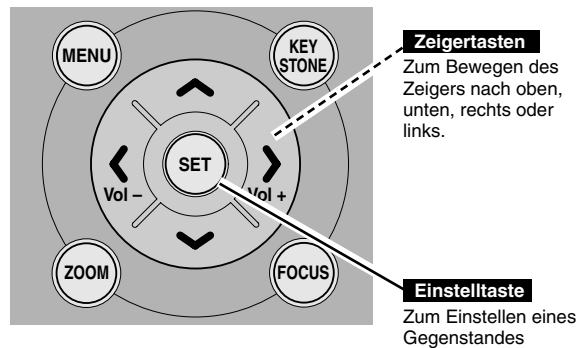 MENU
KEY
STONE
SET
Vol –
Vol +
ZOOM
FOCUS
Zeigertasten
Zum Bewegen des
Zeigers nach oben,
unten, rechts oder
links.
Einstelltaste
Zum Einstellen eines
Gegenstandes